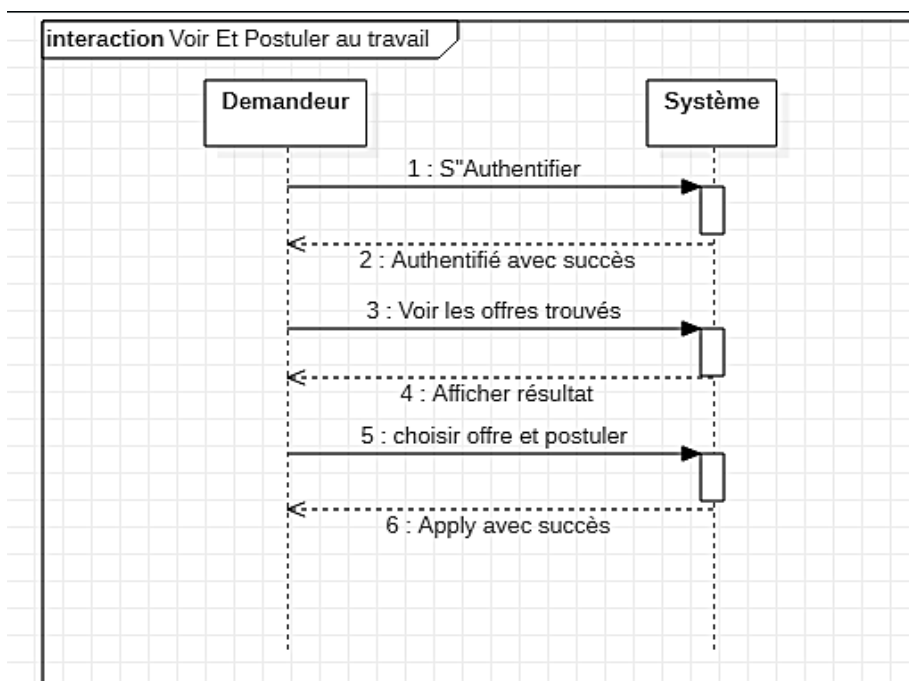 interaction Voir Et Postuler au travail
Demandeur
Système
1 : S"Authentifier
2 : Authentifié avec succès
3 : Voir les offres trouvés
4 : Afficher résultat
5 : choisir offre et postuler
6 : Apply avec succès